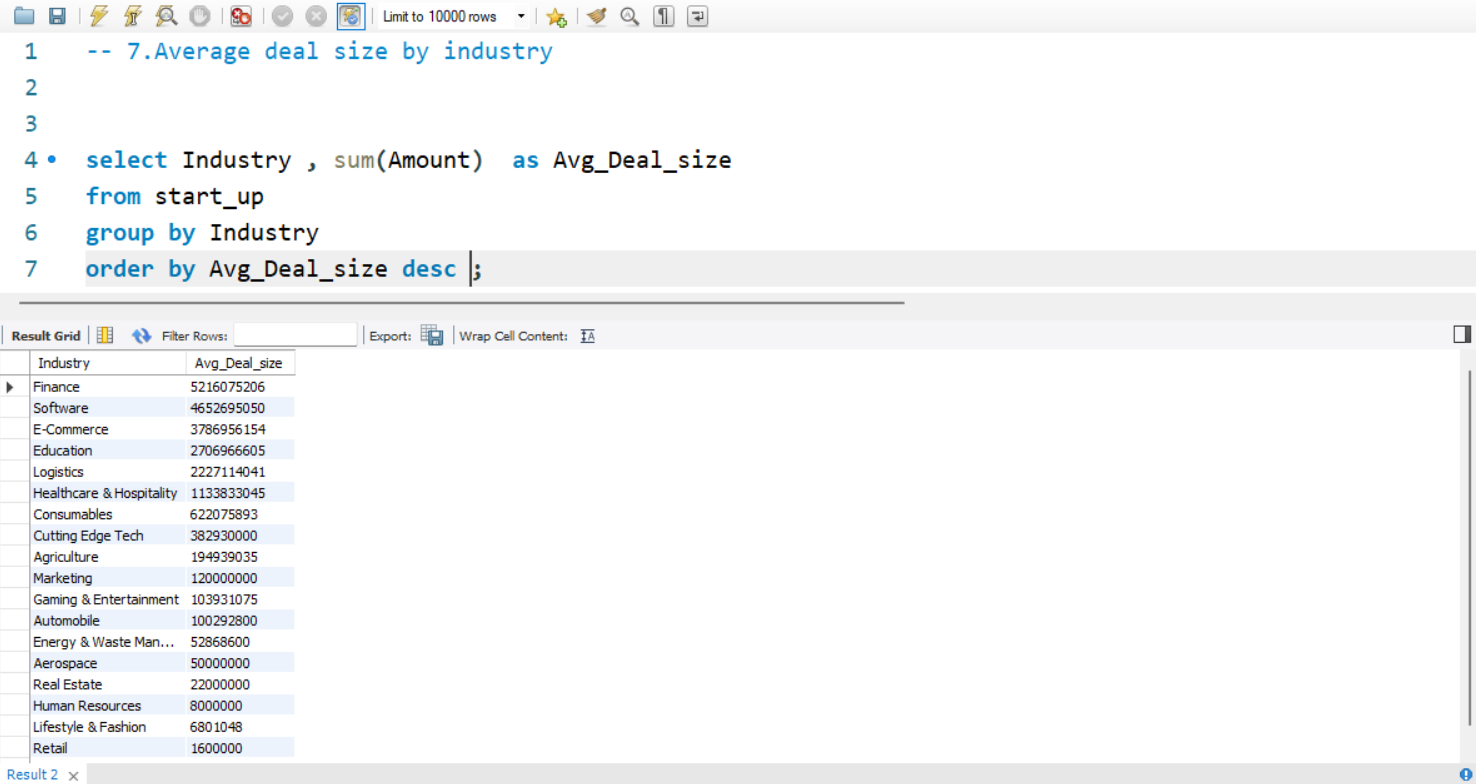 Limit to 10000 rows
1 -- 7.Average deal size by industry
2
3
4 select Industry , sum(Amount)  as Avg_Deal_size
5 from start_up
6 group by Industry
7 order by Avg_Deal_size desc ;
Result Grid Filter Rows: Export: Wrap Cell Content:
Industry Avg_Deal_size
Finance 5216075206
Software 4652695050
E-Commerce 3786956154
Education 2706966605
Logistics 2227114041
Healthcare & Hospitality 1133833045
Consumables 622075893
Cutting Edge Tech 382930000
Agriculture 194939035
Marketing 120000000
Gaming & Entertainment 103931075
Automobile 100292800
Energy & Waste Man... 52868600
Aerospace 50000000
Real Estate 22000000
Human Resources 8000000
Lifestyle & Fashion 6801048
Retail 1600000
Result 2